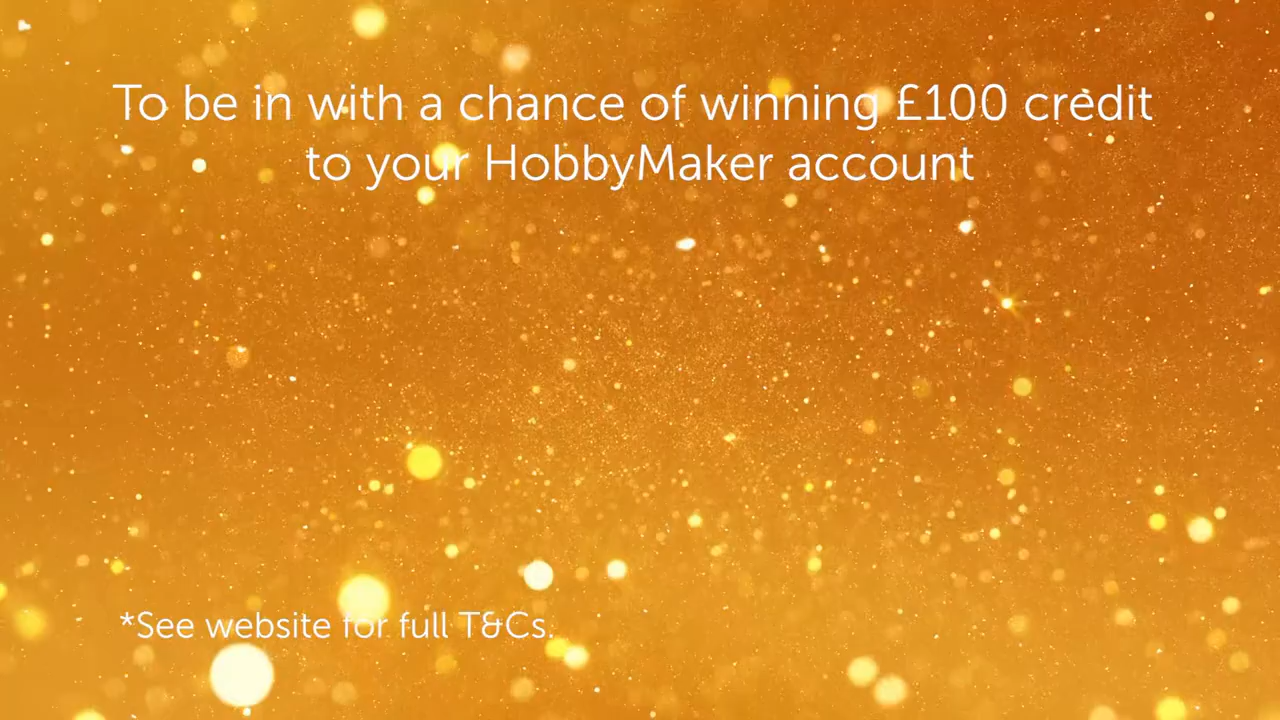 To be in with a chance of winning £100 credit
to your HobbyMaker account
*See website for full T&Cs.